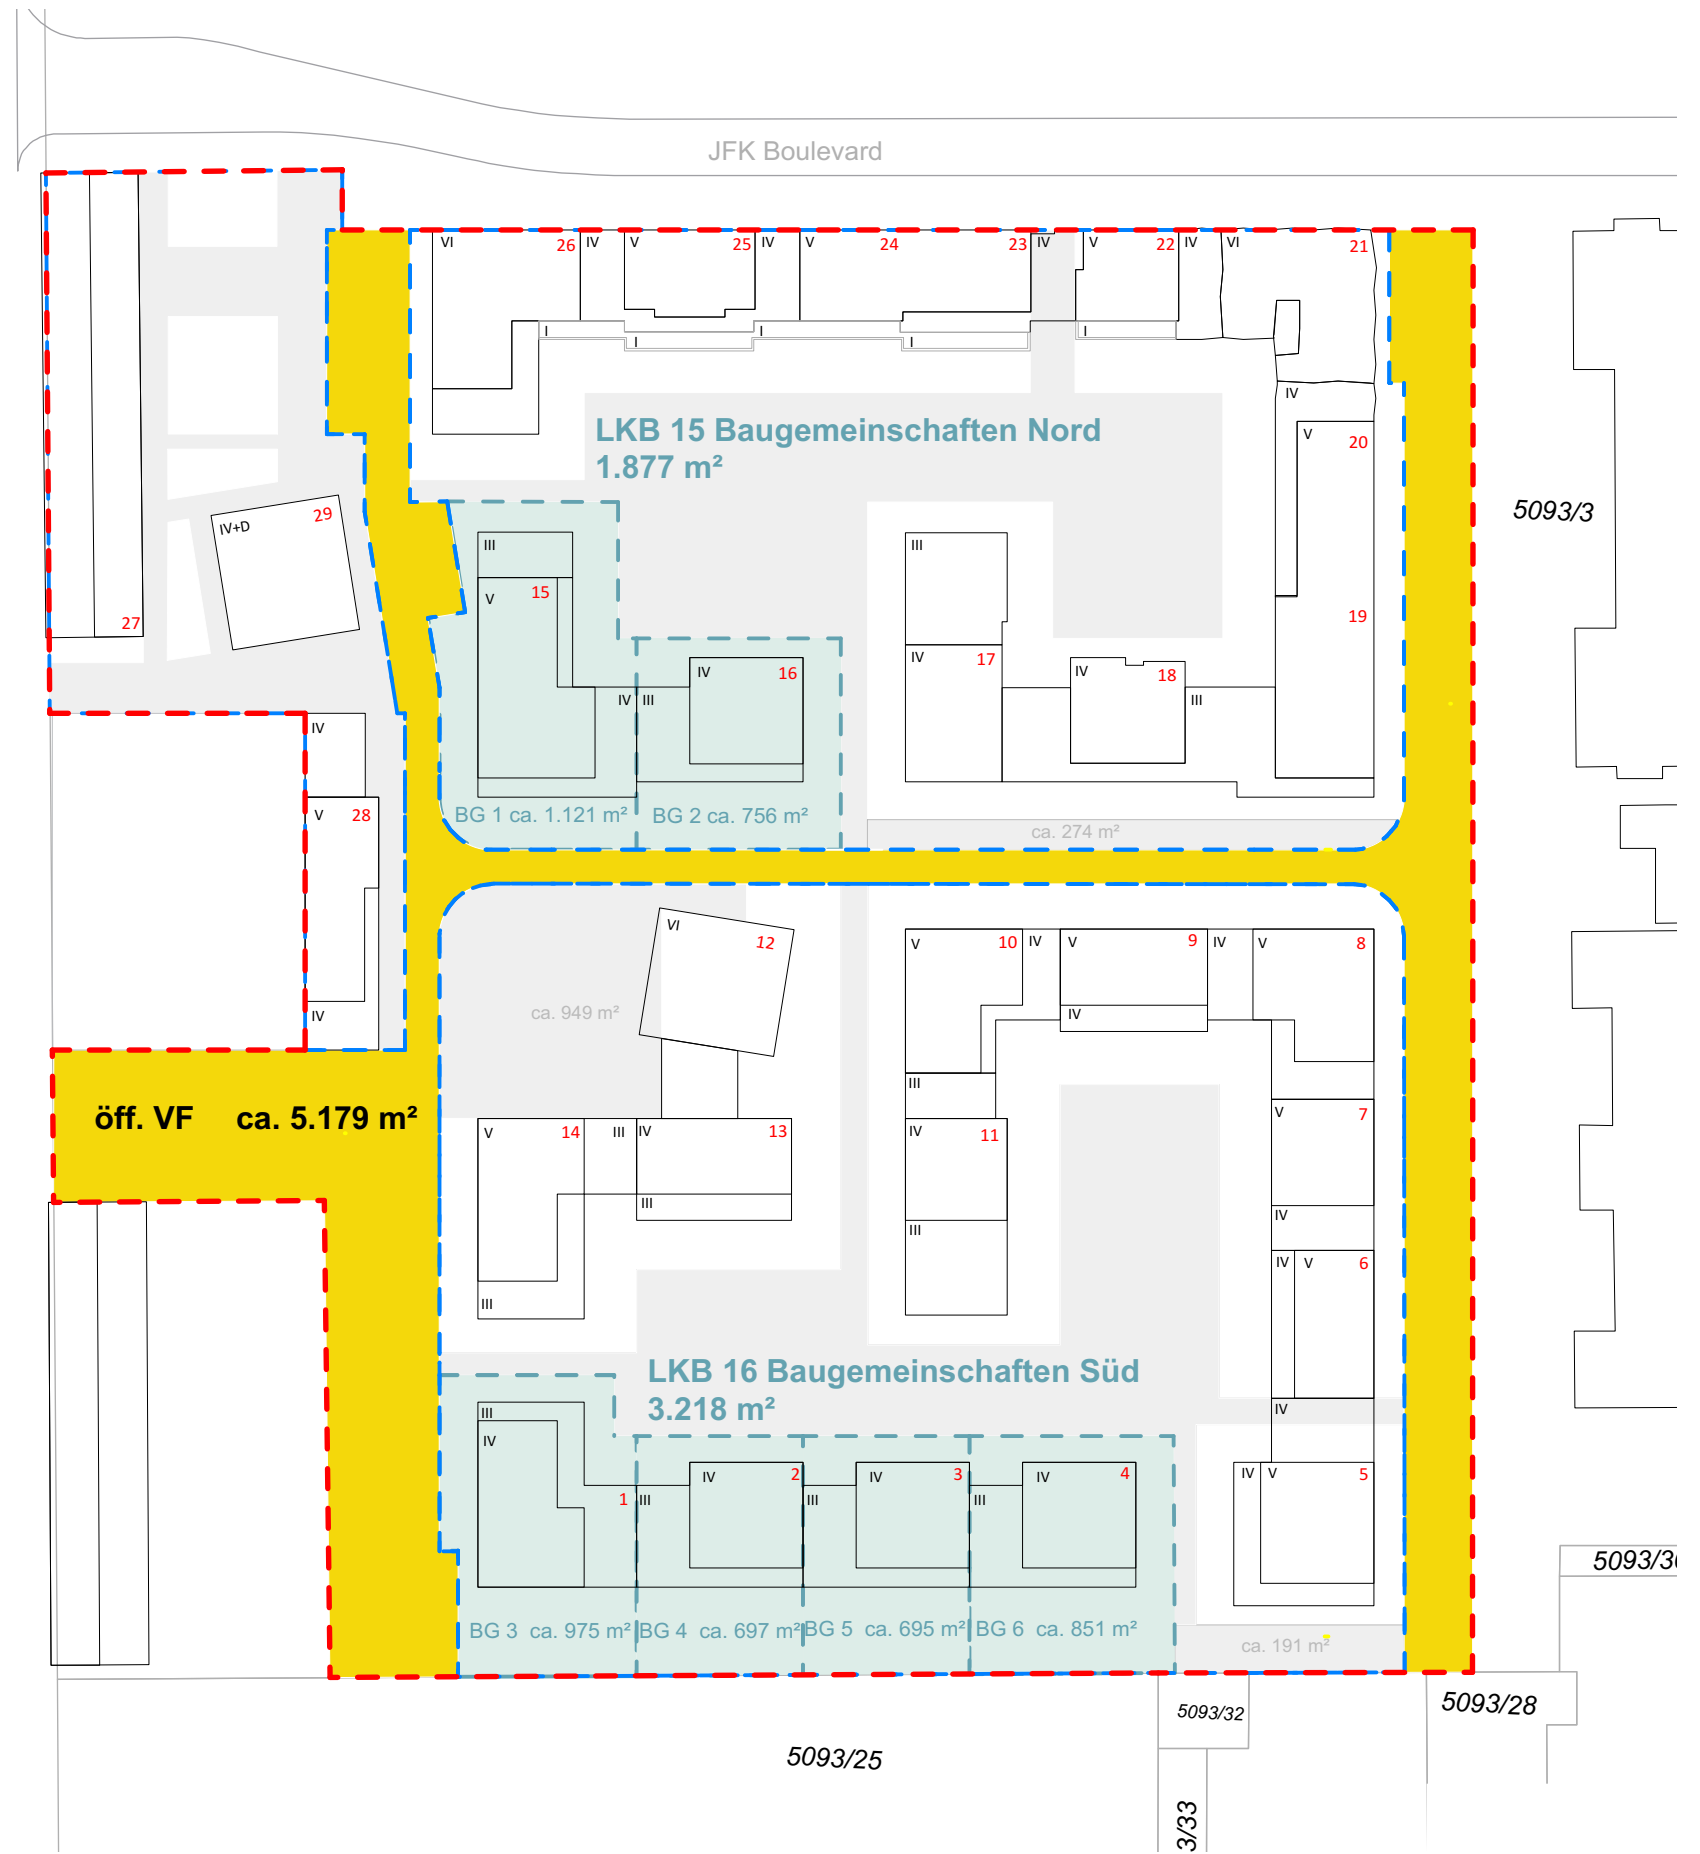 JFK Boulevard
VI
26
IV
V
25
IV
V
24
23
IV
V
22
IV
VI
21
I
I
I
I
I
IV
LKB 15 Baugemeinschaften Nord
1.877 m²
V
20
5093/3
IV+D
29
III
III
V
15
19
27
IV
17
IV
16
IV
18
IV
III
III
IV
V
28
BG 1 ca. 1.121 m²
BG 2 ca. 756 m²
ca. 274 m²
VI
12
V
10
IV
V
9
IV
V
8
ca. 949 m²
IV
IV
III
öff. VF ca. 5.179 m²
V
7
V
14
III
IV
13
IV
11
III
IV
III
IV
V
6
III
LKB 16 Baugemeinschaften Süd
3.218 m²
IV
III
IV
IV
2
IV
3
IV
4
IV
V
5
1
III
III
III
5093/30
BG 3 ca. 975 m²
BG 4 ca. 697 m²
BG 5 ca. 695 m²
BG 6 ca. 851 m²
ca. 191 m²
5093/32
5093/28
5093/25
3/33